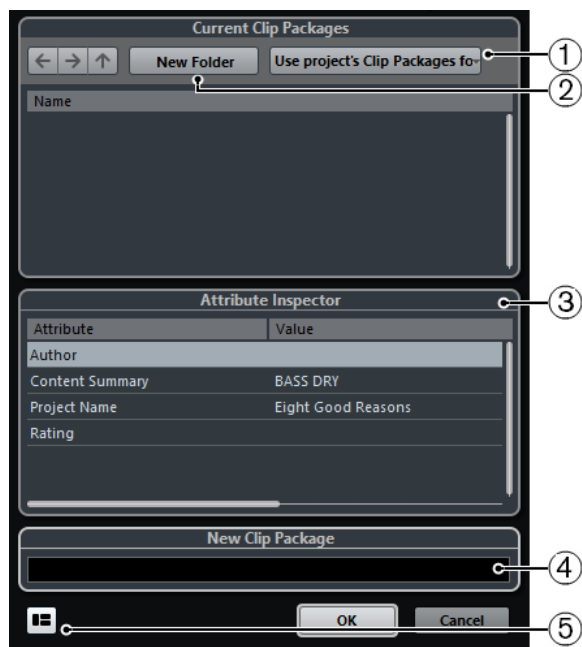 Current Clip Packages
New Folder Use project's Clip Packages fo 1
2
Name
Attribute Inspector 3
Attribute Value
Author
Content Summary BASS DRY
Project Name Eight Good Reasons
Rating
New Clip Package
4
OK Cancel 5